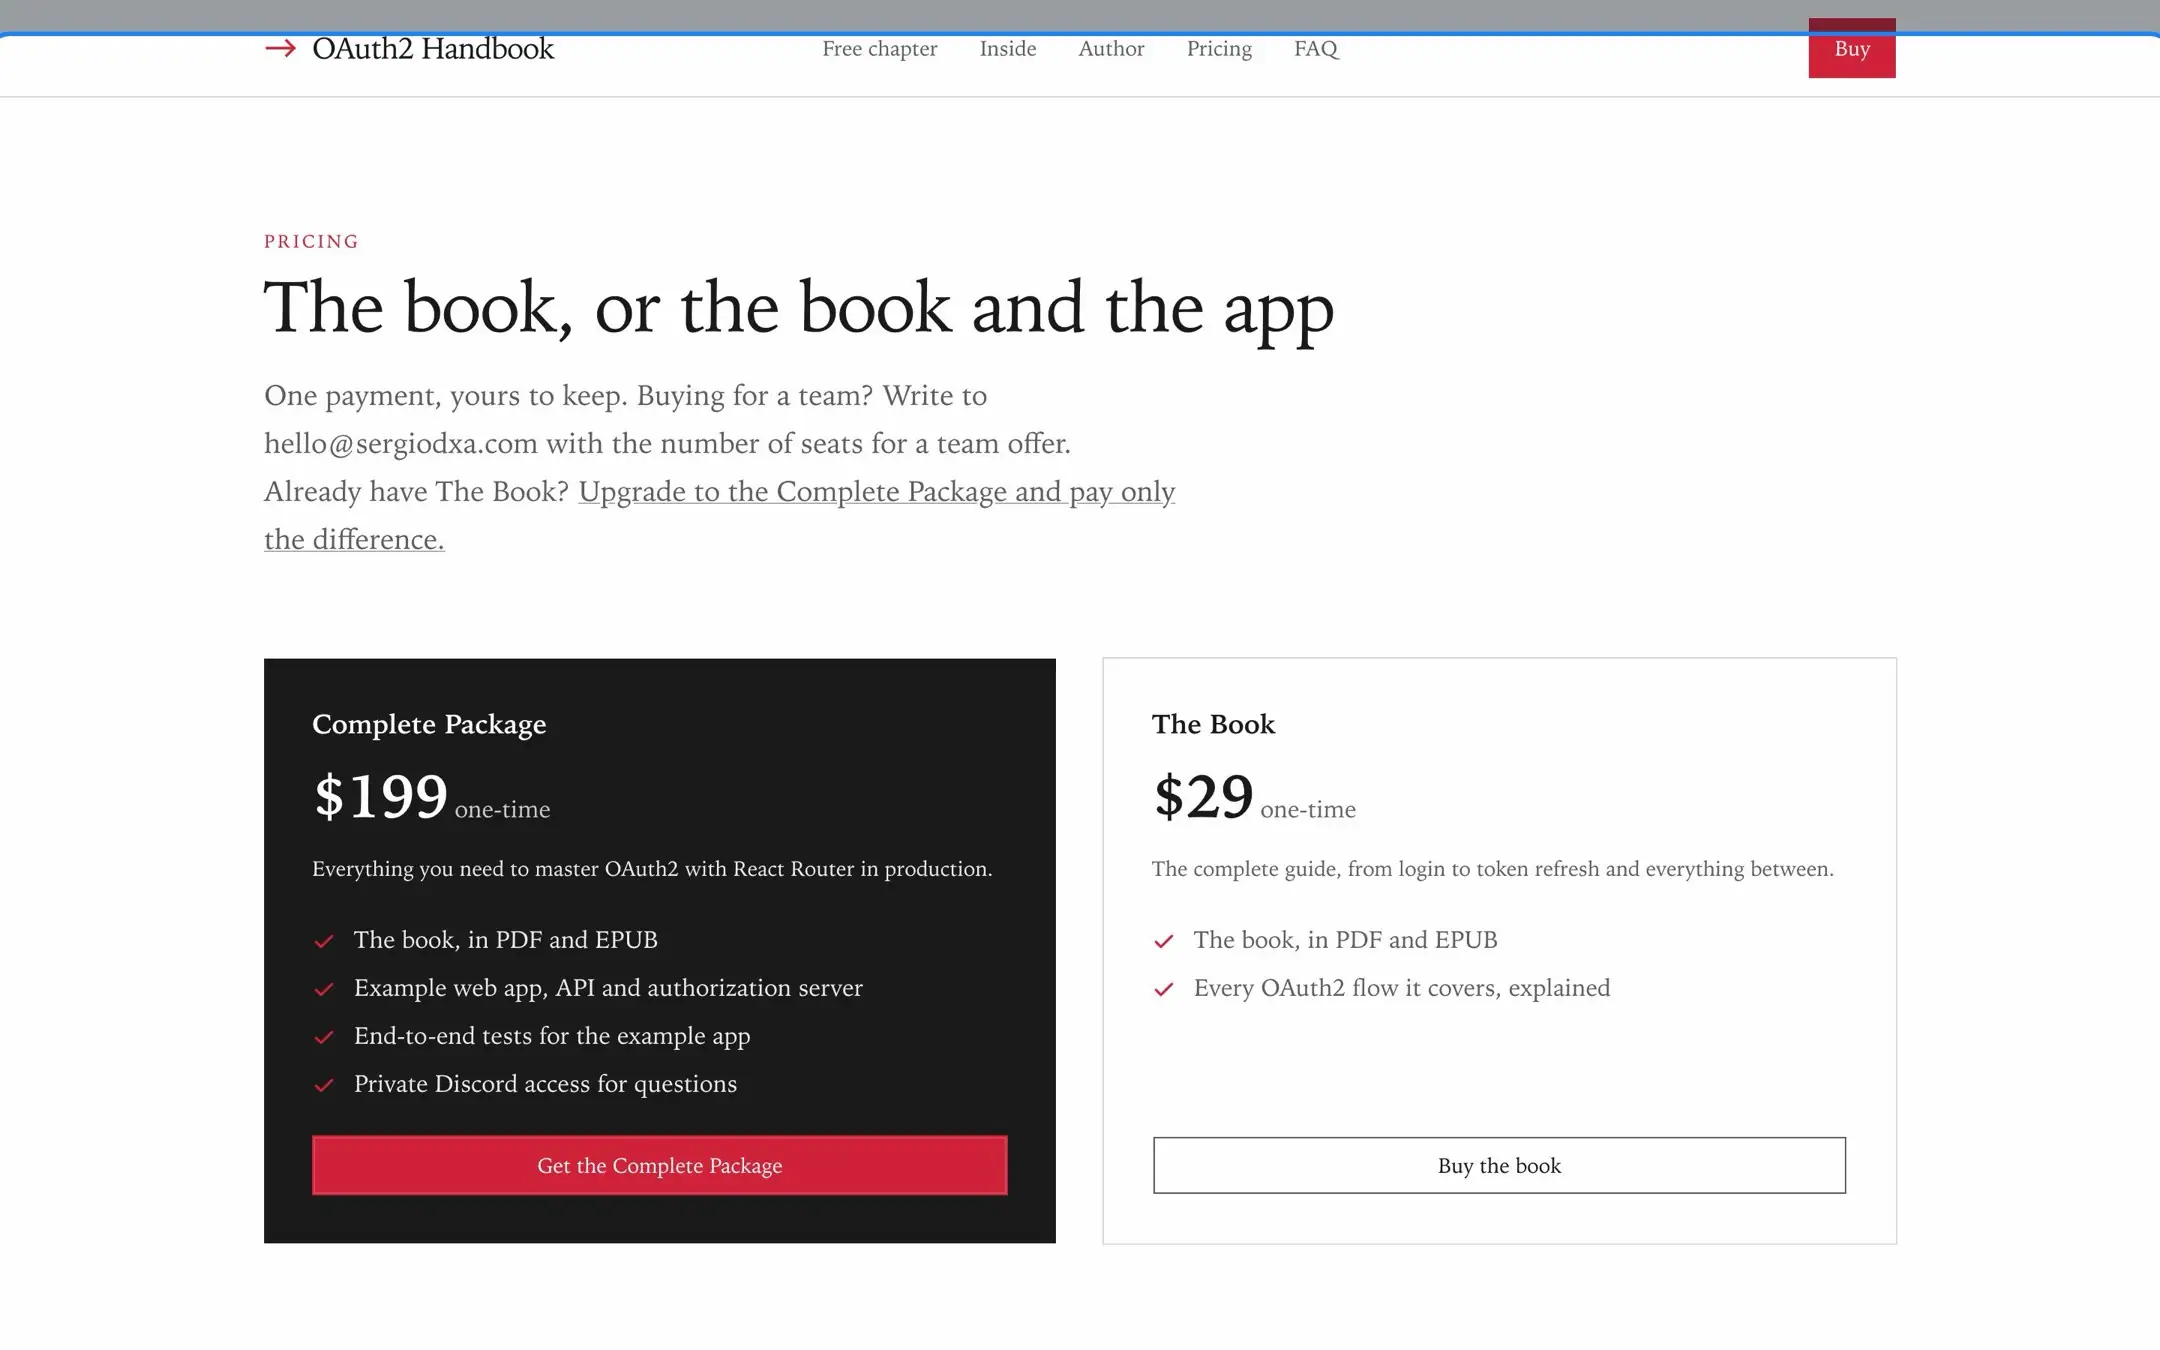 OAuth2 Handbook
Free chapter
Inside
Author
Pricing
FAQ
Buy
PRICING
The book, or the book and the app
One payment, yours to keep. Buying for a team? Write to
hello@sergiodxa.com with the number of seats for a team offer.
Already have The Book? Upgrade to the Complete Package and pay only
the difference.
Complete Package
$199 one-time
Everything you need to master OAuth2 with React Router in production.
The book, in PDF and EPUB
Example web app, API and authorization server
End-to-end tests for the example app
Private Discord access for questions
Get the Complete Package
The Book
$29 one-time
The complete guide, from login to token refresh and everything between.
The book, in PDF and EPUB
Every OAuth2 flow it covers, explained
Buy the book